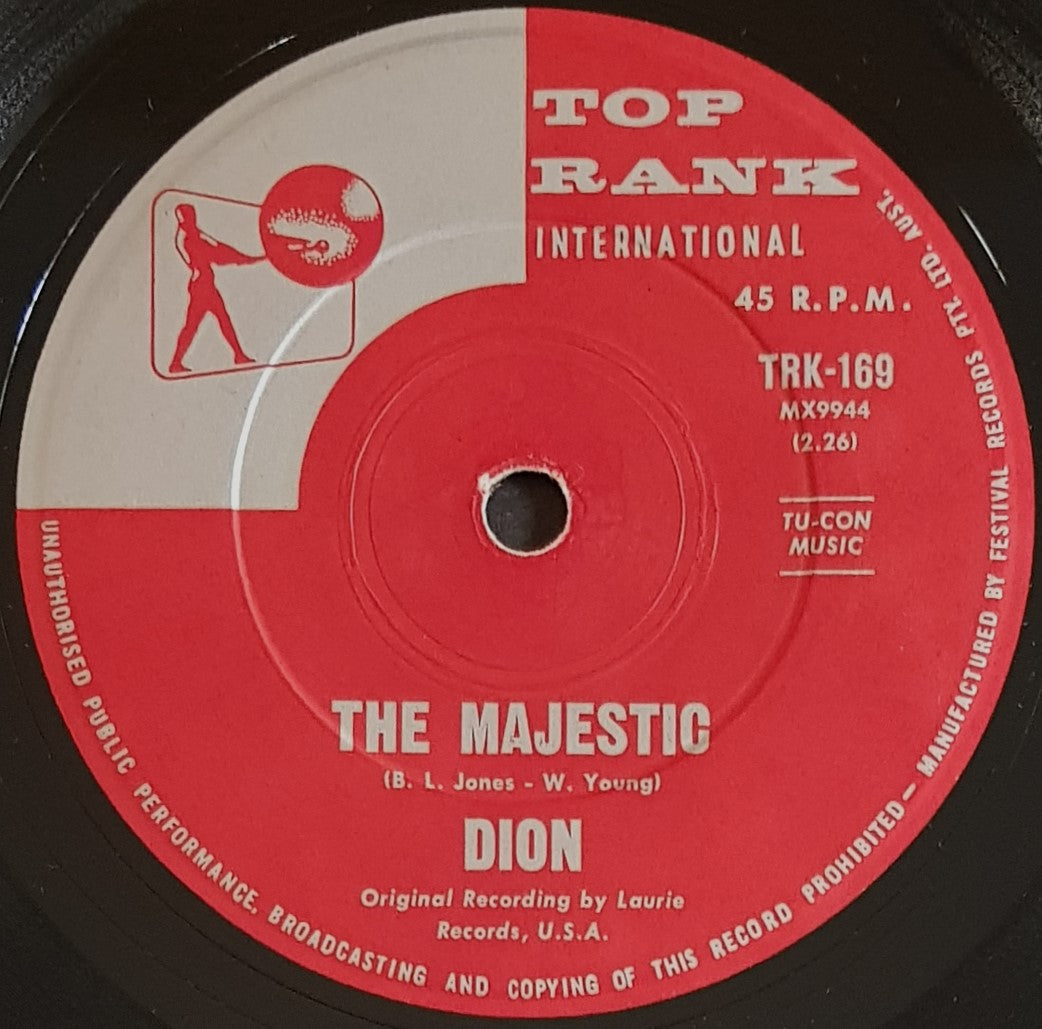 TOP
RANK
INTERNATIONAL
45 R.P.M.
TRK-169
MX9944
(2.26)
TU-CON
MUSIC
THE MAJESTIC
(B. L. Jones - W. Young)
DION
Original Recording by Laurie
Records, U.S.A.
UNAUTHORISED PUBLIC PERFORMANCE, BROADCASTING AND COPYING OF THIS RECORD PROHIBITED — MANUFACTURED BY FESTIVAL RECORDS PTY. LTD. AUST.